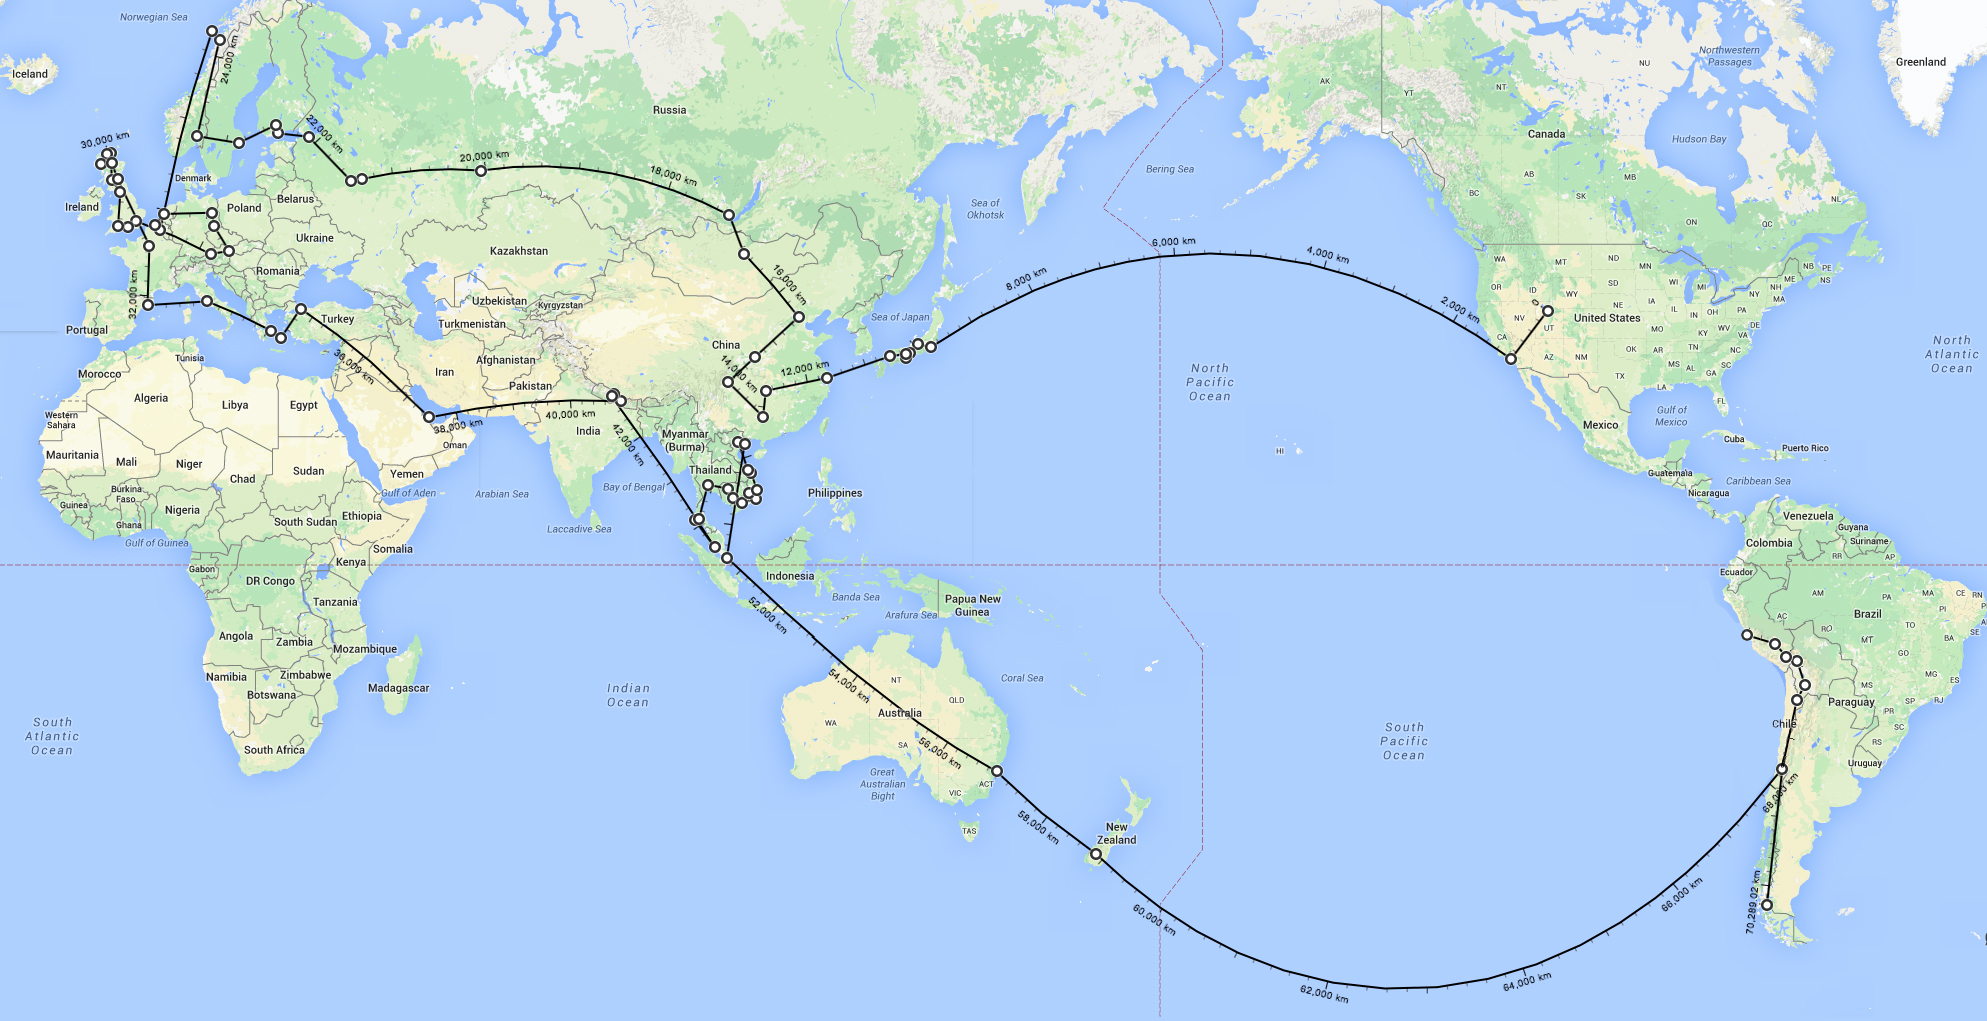 Norwegian Sea
Iceland
24,000 km
Russia
AK
YT
NT
NU
Northwestern
Passages
Greenland
Canada
Hudson Bay
30,000 km
22,000 km
20,000 km
18,000 km
Bering Sea
BC
AB
SK
MB
ON
QC
NL
Denmark
Ireland
Poland
Belarus
Ukraine
Kazakhstan
Sea of
Okhotsk
6,000 km
4,000 km
8,000 km
2,000 km
16,000 km
Romania
32,000 km
Uzbekistan
Kyrgyzstan
Turkmenistan
Turkey
Portugal
Sea of Japan
WA
MT
ND
MN
OR
ID
WY
SD
WI
MI
NB
PE
ME
NS
NH
NY
MA
IA
NV
UT
0
United States
IL
IN
OH
PA
MO
KY
WV
VA
DE
CA
AZ
NM
OK
AR
TN
NC
MS
AL
GA
SC
TX
LA
FL
North
Atlantic
Ocean
Tunisia
Morocco
Algeria
Libya
Egypt
36,000 km
Iran
Afghanistan
Pakistan
China
14,000 km
12,000 km
North
Pacific
Ocean
Western
Sahara
38,000 km
40,000 km
42,000 km
Oman
India
Myanmar
(Burma)
Thailand
HI
Mexico
Gulf of
Mexico
Cuba
Puerto Rico
Guatemala
Caribbean Sea
Nicaragua
Mauritania
Mali
Niger
Chad
Sudan
Yemen
Gulf of Aden
Arabian Sea
Bay of Bengal
Philippines
Burkina
Faso
Guinea
Ghana
Nigeria
South Sudan
Ethiopia
Laccadive Sea
Gulf of Guinea
Somalia
Venezuela
Guyana
Suriname
Colombia
Gabon
Kenya
DR Congo
Tanzania
Indonesia
Banda Sea
Papua New
Guinea
Arafura Sea
Ecuador
RR
AP
AM
PA
MA
CE
RN
PI
AC
RO
Brazil
TO
MT
BA
SE
GO
Angola
Zambia
Mozambique
52,000 km
54,000 km
Namibia
Zimbabwe
Botswana
Madagascar
Indian
Ocean
NT
QLD
Coral Sea
WA
Australia
SA
56,000 km
MS
MG
ES
Paraguay
SP
RJ
PR
SC
RS
Chile
Uruguay
South
Atlantic
Ocean
South Africa
Great
Australian
Bight
ACT
VIC
TAS
58,000 km
New
Zealand
South
Pacific
Ocean
60,000 km
62,000 km
64,000 km
66,000 km
68,000 km
70,289.02 km